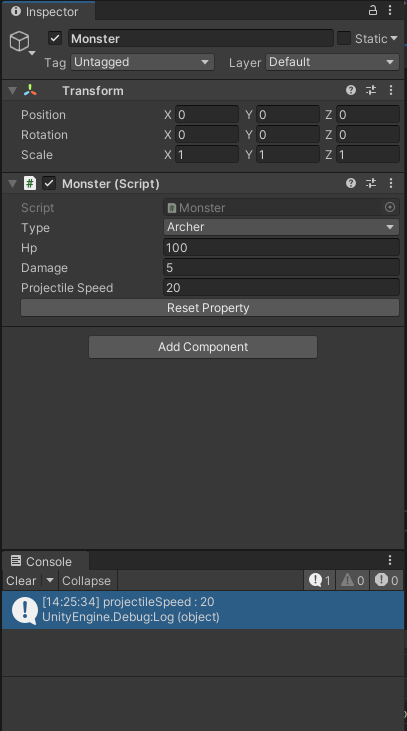 Inspector
Monster
Static
Tag Untagged Layer Default
Transform
Position X 0 Y 0 Z 0
Rotation X 0 Y 0 Z 0
Scale X 1 Y 1 Z 1
# Monster (Script)
Script # Monster
Type Archer
Hp 100
Damage 5
Projectile Speed 20
Reset Property
Add Component
Console
Clear Collapse 1 0 0
[14:25:34] projectileSpeed : 20
UnityEngine.Debug:Log (object)